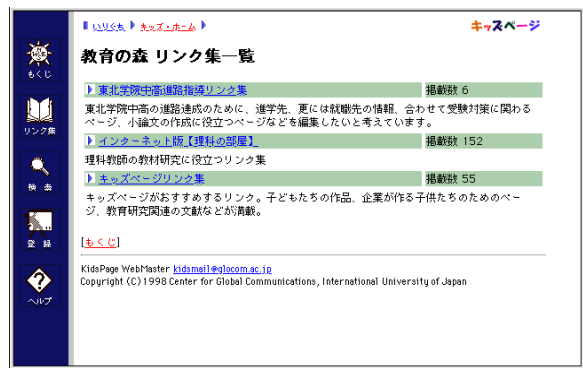 いりぐち キッズ・ホーム
キッズページ
教育の森 リンク集一覧
もくじ
リンク集
検 索
登 録
ヘルプ
東北学院中高進路指導リンク集 掲載数 6
東北学院中高の進路達成のために、進学先、更には就職先の情報、合わせて受験対策に関わる
ページ、小論文の作成に役立つページなどを編集したいと考えています。
インターネット版【理科の部屋】 掲載数 152
理科教師の教材研究に役立つリンク集
キッズページリンク集 掲載数 55
キッズページがおすすめするリンク。子どもたちの作品、企業が作る子供たちのためのペー
ジ、教育研究関連の文献などが満載。
[もくじ]
KidsPage WebMaster kidsmail@glocom.ac.jp
Copyright (C) 1998 Center for Global Communications, International University of Japan